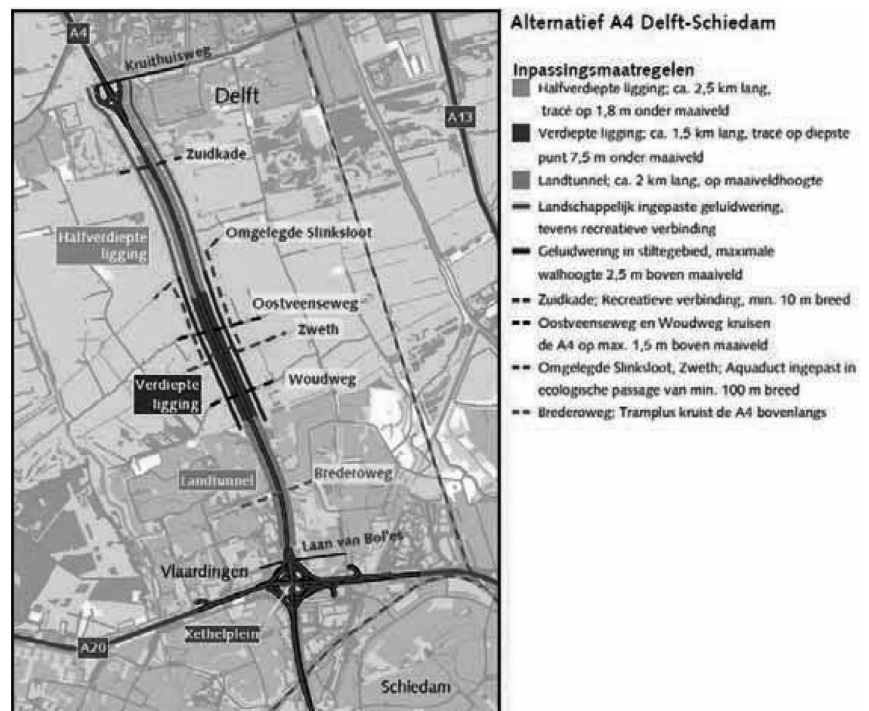 A4
Kruithuisweg
Delft
A13
Zuidkade
Omgelegde Slinksloot
Halfverdiepte
ligging
Oostveenseweg
Zweth
Verdiepte
ligging
Woudweg
Landtunnel
Brederoweg
Laan van Bol'es
Vlaardingen
Kethelplein
A20
Schiedam
Alternatief A4 Delft-Schiedam
Inpassingsmaatregelen
Halfverdiepte ligging; ca. 2,5 km lang,
tracé op 1,8 m onder maaiveld
Verdiepte ligging; ca. 1,5 km lang, tracé op diepste
punt 7,5 m onder maaiveld
Landtunnel; ca. 2 km lang, op maaiveldhoogte
Landschappelijk ingepaste geluidwering,
tevens recreatieve verbinding
Geluidwering in stiltegebied, maximale
walhoogte 2,5 m boven maaiveld
Zuidkade; Recreatieve verbinding, min. 10 m breed
Oostveenseweg en Woudweg kruisen
de A4 op max. 1,5 m boven maaiveld
Omgelegde Slinksloot, Zweth; Aquaduct ingepast in
ecologische passage van min. 100 m breed
Brederoweg; Tramplus kruist de A4 bovenlangs